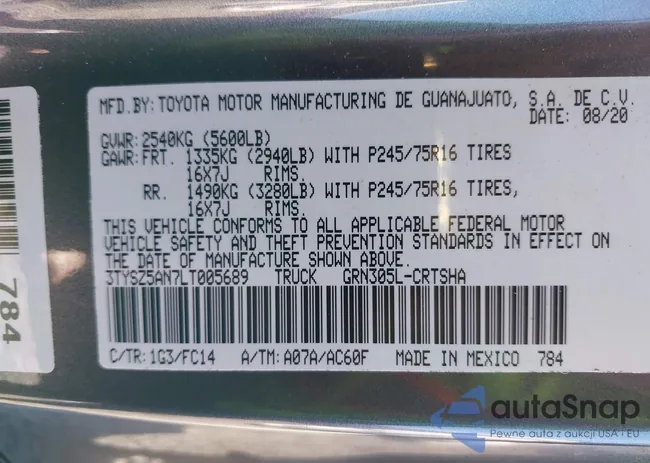 MFD.BY: TOYOTA MOTOR MANUFACTURING DE GUANAJUATO, S.A. DE C.V.
DATE: 08/20
GVWR: 2540KG (5600LB)
GAWR: FRT. 1335KG (2940LB) WITH P245/75R16 TIRES
16X7J RIMS.
RR. 1490KG (3280LB) WITH P245/75R16 TIRES,
16X7J RIMS.
THIS VEHICLE CONFORMS TO ALL APPLICABLE FEDERAL MOTOR
VEHICLE SAFETY AND THEFT PREVENTION STANDARDS IN EFFECT ON
THE DATE OF MANUFACTURE SHOWN ABOVE.
3TYSZ5AN7LT005689 TRUCK GRN305L-CRTSHA
C/TR: 1G3/FC14 A/TM: A07A/AC60F MADE IN MEXICO 784
784
autaSnap
Pewne auta z aukcji USA i EU